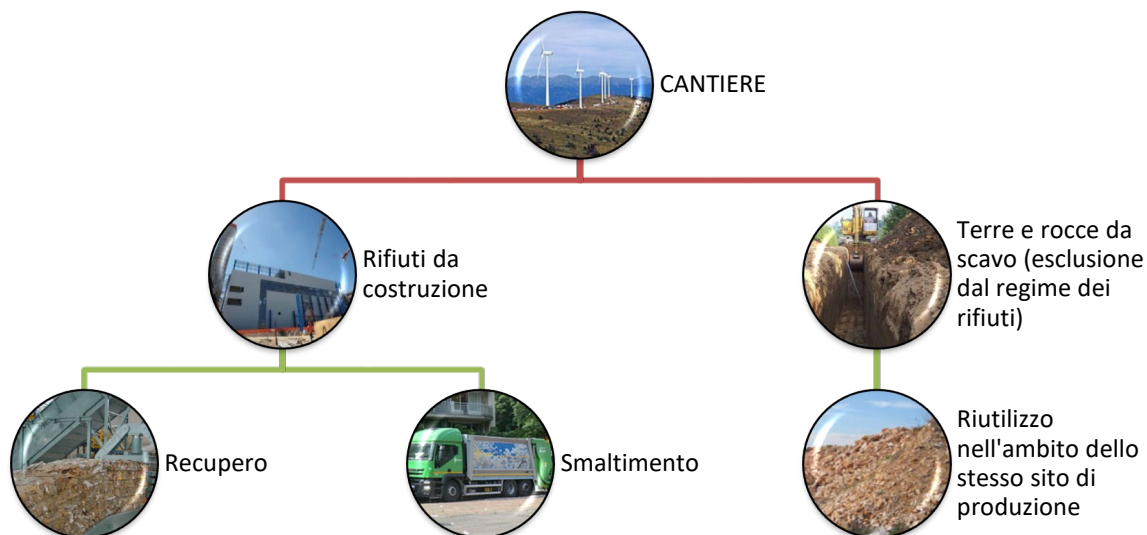 CANTIERE
Rifiuti da
costruzione
Terre e rocce da
scavo (esclusione
dal regime dei
rifiuti)
Recupero
Smaltimento
Riutilizzo
nell'ambito dello
stesso sito di
produzione